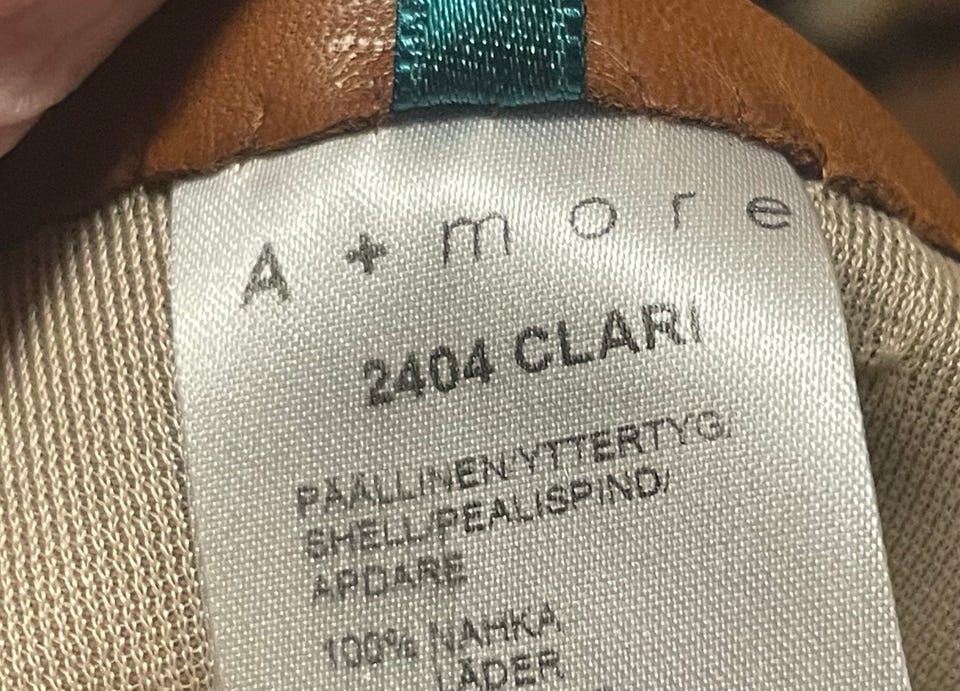 A + more
2404 CLARI
PÄÄLLINEN/YTTERTYG/
SHELL/PEALISPIND/
APDARE
100% NAHKA
LÄDER